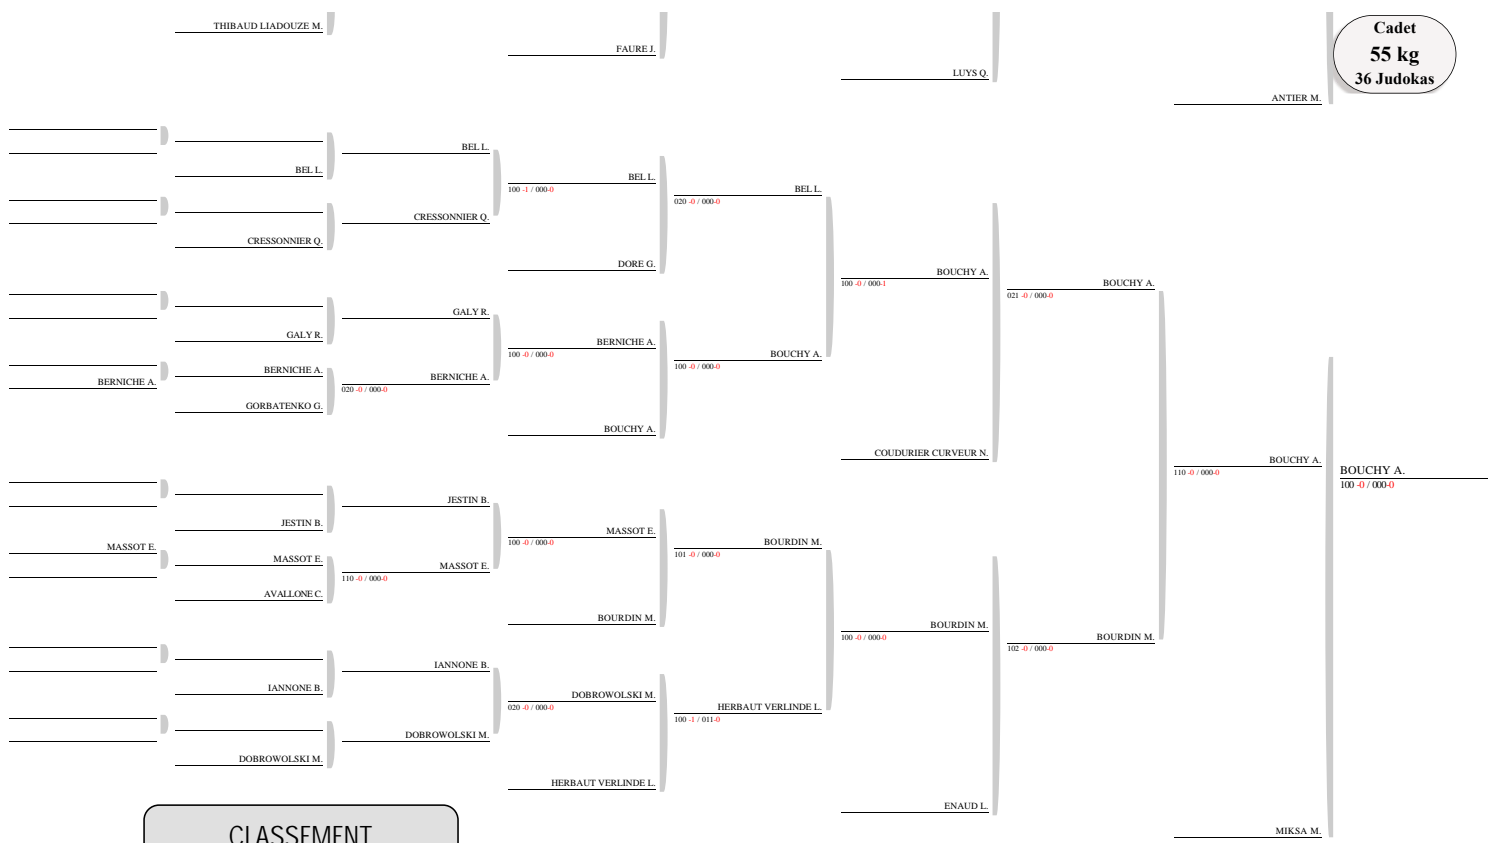 THIBAUD LIADOUZE M.
FAURE J.
LUYS Q.
ANTIER M.
Cadet
55 kg
36 Judokas
BEL L.
BEL L.
CRESSONNIER Q.
CRESSONNIER Q.
BEL L.
100 -1 / 000-0
DORE G.
BEL L.
020 -0 / 000-0
GALY R.
GALY R.
BERNICHE A.
BERNICHE A.
GORBATENKO G.
BERNICHE A.
020 -0 / 000-0
BERNICHE A.
100 -0 / 000-0
BOUCHY A.
BOUCHY A.
100 -0 / 000-0
BOUCHY A.
100 -0 / 000-1
COUDURIER CURVEUR N.
BOUCHY A.
021 -0 / 000-0
JESTIN B.
JESTIN B.
MASSOT E.
MASSOT E.
AVALLONE C.
MASSOT E.
110 -0 / 000-0
MASSOT E.
100 -0 / 000-0
BOURDIN M.
BOURDIN M.
101 -0 / 000-0
IANNONE B.
IANNONE B.
DOBROWOLSKI M.
DOBROWOLSKI M.
DOBROWOLSKI M.
020 -0 / 000-0
HERBAUT VERLINDE L.
HERBAUT VERLINDE L.
100 -1 / 011-0
BOURDIN M.
100 -0 / 000-0
ENAUD L.
BOURDIN M.
102 -0 / 000-0
BOUCHY A.
110 -0 / 000-0
MIKSA M.
BOUCHY A.
100 -0 / 000-0
CLASSEMENT